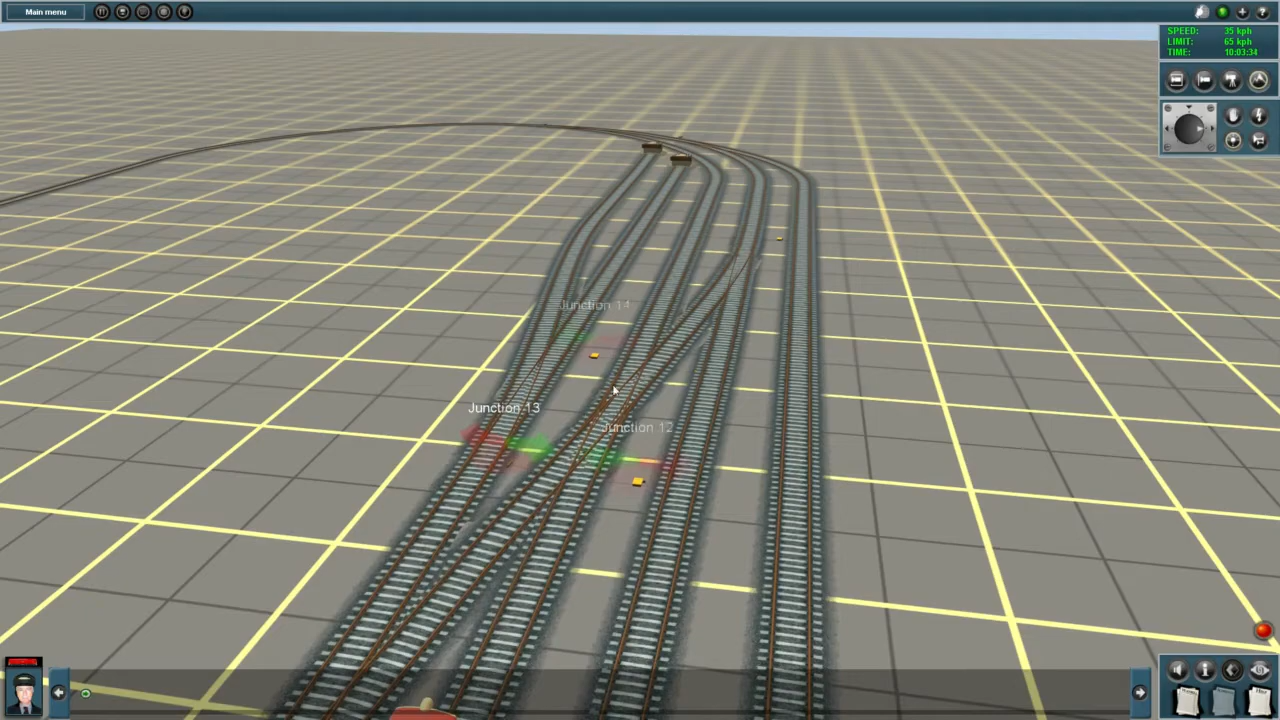 Main menu
SPEED: 35 kph
LIMIT: 65 kph
TIME: 10:03:34
Junction 14
Junction 13
Junction 12